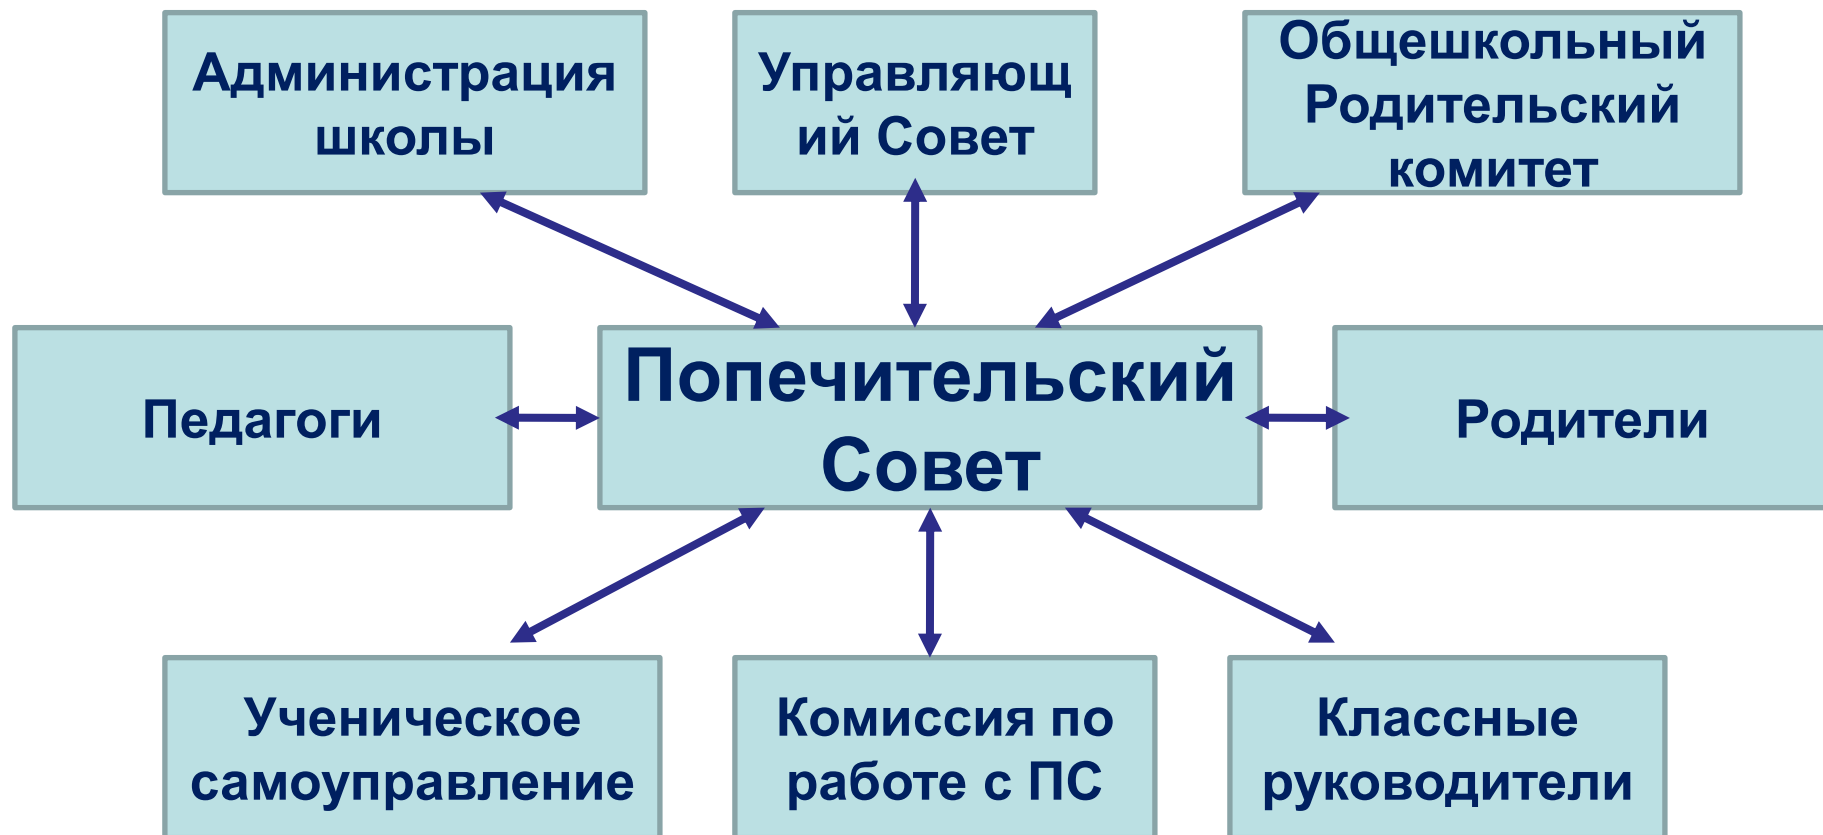 Администрация
школы
Управляющ
ий Совет
Общешкольный
Родительский
комитет
Педагоги
Попечительский
Совет
Родители
Ученическое
самоуправление
Комиссия по
работе с ПС
Классные
руководители